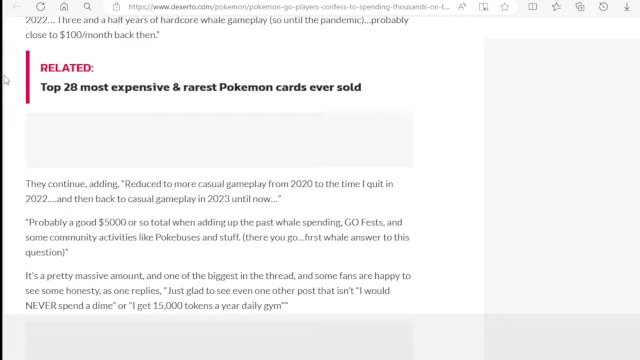 https://www.dexerto.com/pokemon/pokemon-go-players-confess-to-spending-thousands-on-t...
2022... Three and a half years of hardcore whale gameplay (so until the pandemic)...probably
close to $100/month back then."
RELATED:
Top 28 most expensive & rarest Pokemon cards ever sold
They continue, adding, "Reduced to more casual gameplay from 2020 to the time I quit in
2022....and then back to casual gameplay in 2023 until now..."
"Probably a good $5000 or so total when adding up the past whale spending, GO Fests, and
some community activities like Pokebuses and stuff. (there you go...first whale answer to this
question)"
It's a pretty massive amount, and one of the biggest in the thread, and some fans are happy to
see some honesty, as one replies, "Just glad to see even one other post that isn't "I would
NEVER spend a dime" or "I get 15,000 tokens a year daily gym""